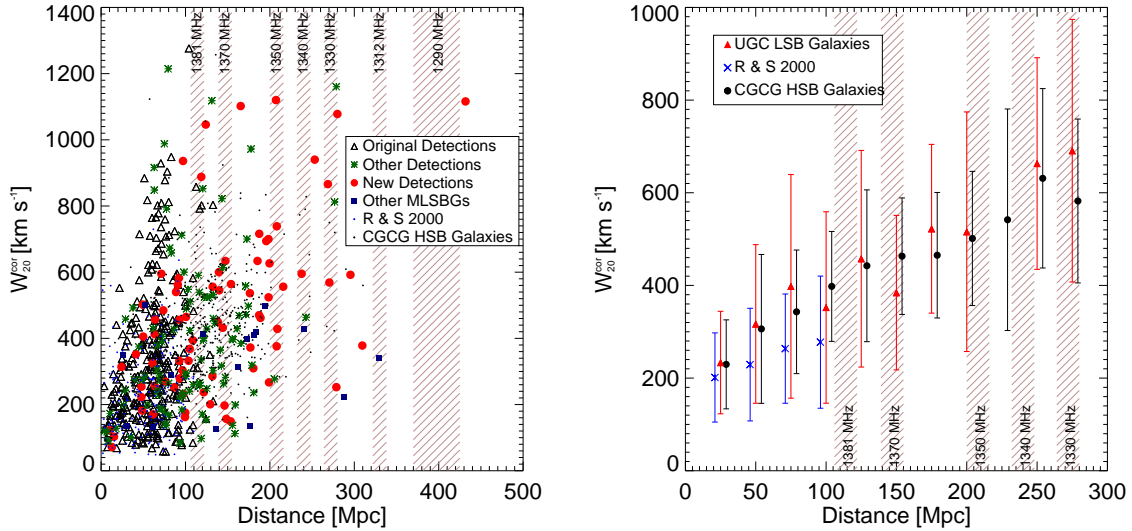 1400
1200
1000
800
600
400
200
0
W20cor [km s-1]
0 100 200 300 400 500
Distance [Mpc]
1381 MHz
1370 MHz
1350 MHz
1340 MHz
1330 MHz
1312 MHz
1290 MHz
Original Detections
Other Detections
New Detections
Other MLSBGs
R & S 2000
CGCG HSB Galaxies
1000
800
600
400
200
0
W20cor [km s-1]
0 50 100 150 200 250 300
Distance [Mpc]
UGC LSB Galaxies
R & S 2000
CGCG HSB Galaxies
1381 MHz
1370 MHz
1350 MHz
1340 MHz
1330 MHz